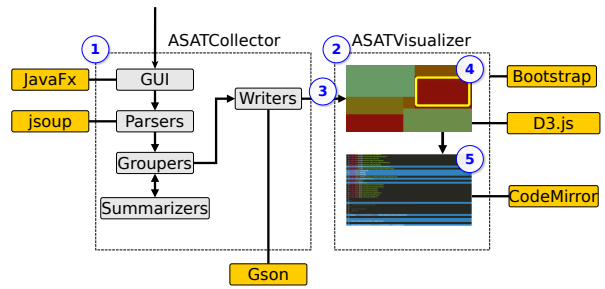 1
ASATCollector
2
ASATVisualizer
JavaFx
GUI
4
Bootstrap
Writers
3
jsoup
Parsers
D3.js
Groupers
5
Summarizers
CodeMirror
Gson